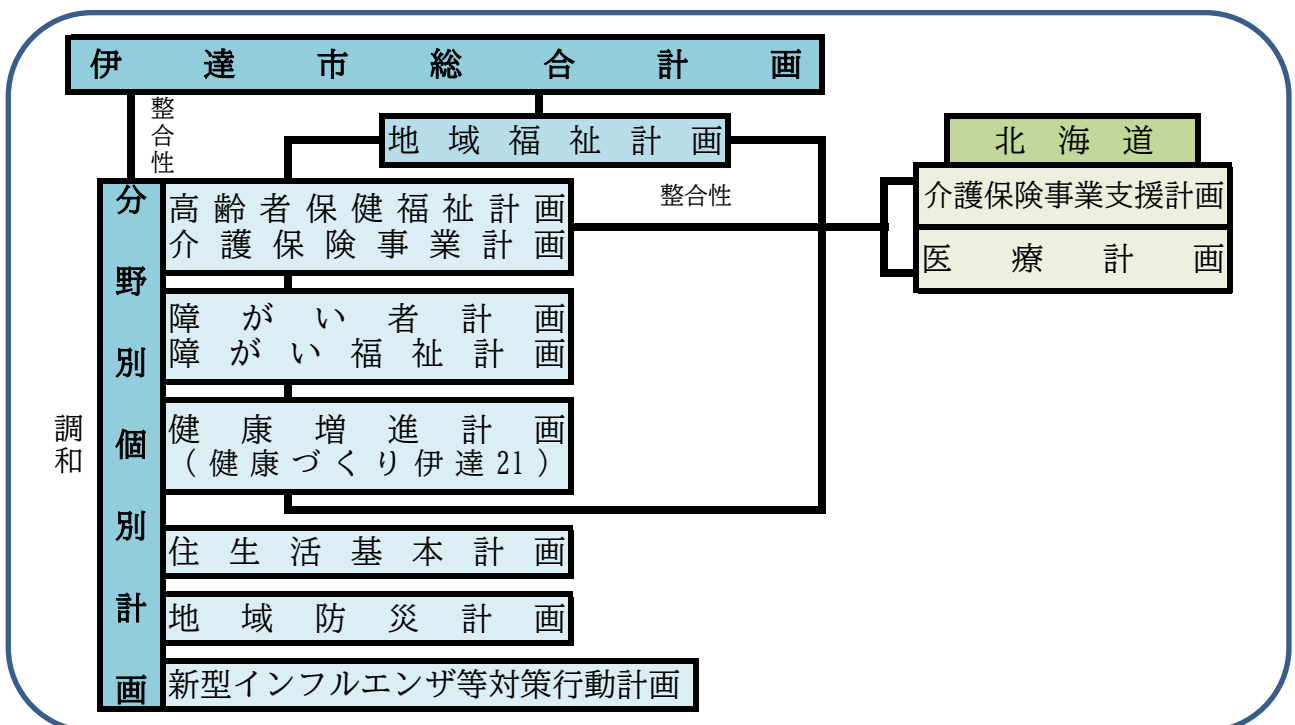 伊達市総合計画
整合性
地域福祉計画
北海道
分野別個別計画
高齢者保健福祉計画
介護保険事業計画
整合性
介護保険事業支援計画
医療計画
障がい者計画
障がい福祉計画
調和
健康増進計画
（健康づくり伊達21）
住生活基本計画
地域防災計画
新型インフルエンザ等対策行動計画